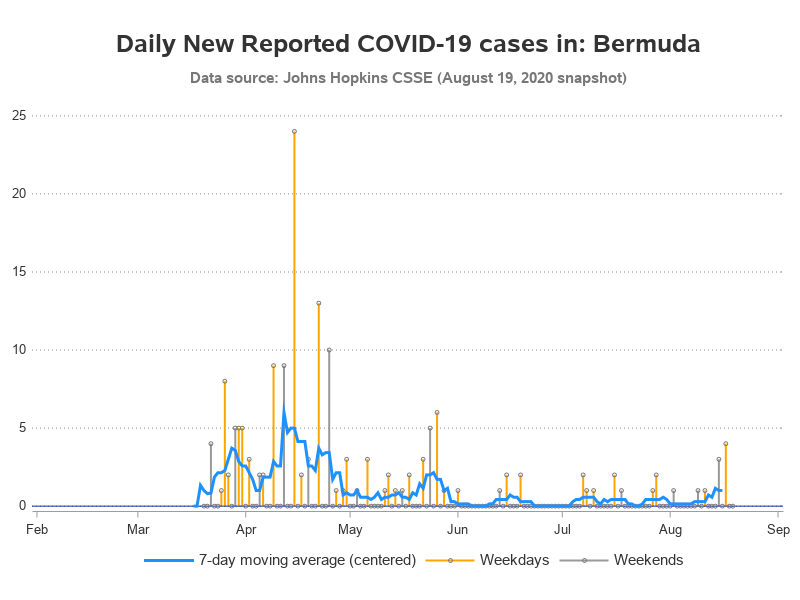 Daily New Reported COVID-19 cases in: Bermuda
Data source: Johns Hopkins CSSE (August 19, 2020 snapshot)
25
20
15
10
5
0
Feb Mar Apr May Jun Jul Aug Sep
7-day moving average (centered) Weekdays Weekends